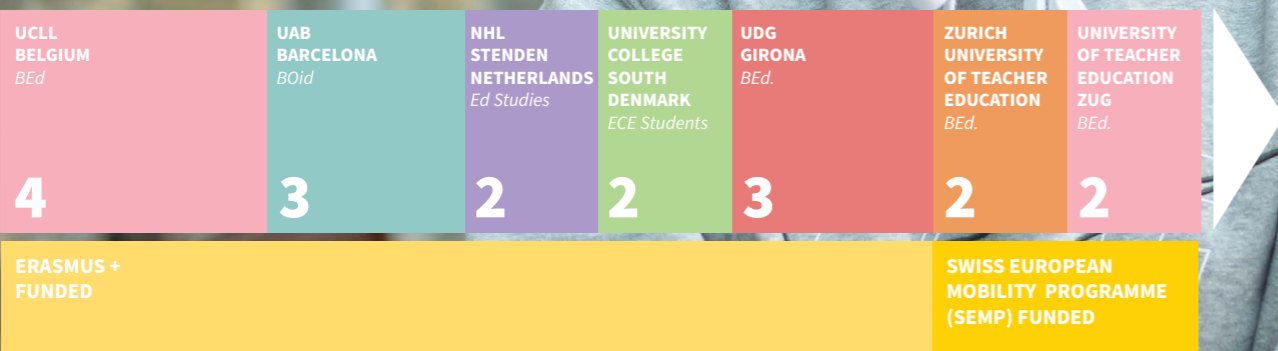 UCLL
BELGIUM
BEd
4
UAB
BARCELONA
BOid
3
NHL
STENDEN
NETHERLANDS
Ed Studies
2
UNIVERSITY
COLLEGE
SOUTH
DENMARK
ECE Students
2
UDG
GIRONA
BEd.
3
ZURICH
UNIVERSITY
OF TEACHER
EDUCATION
BEd.
2
UNIVERSITY
OF TEACHER
EDUCATION
ZUG
BEd.
2
ERASMUS +
FUNDED
SWISS EUROPEAN
MOBILITY PROGRAMME
(SEMP) FUNDED